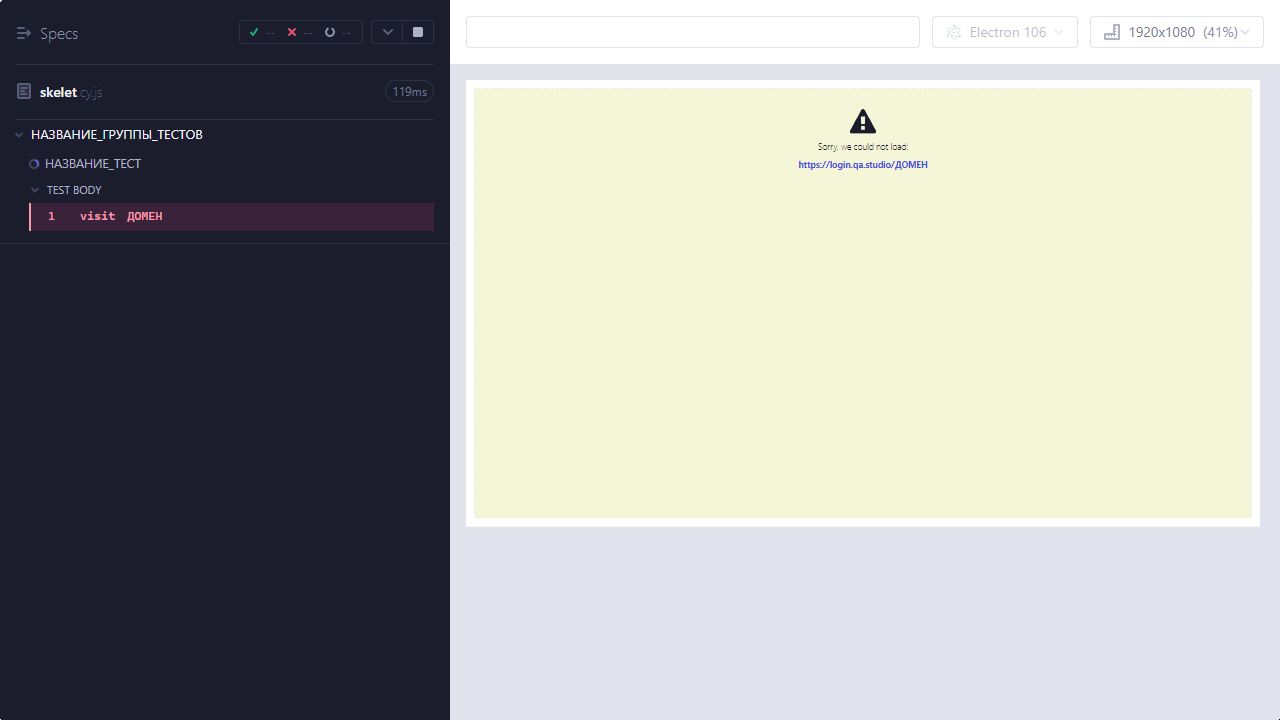 Specs
-- -- --
Electron 106
1920x1080 (41%)
skelet.cy.js
119ms
НАЗВАНИЕ_ГРУППЫ_ТЕСТОВ
НАЗВАНИЕ_ТЕСТ
TEST BODY
1 visit ДОМЕН
Sorry, we could not load:
https://login.qa.studio/ДОМЕН